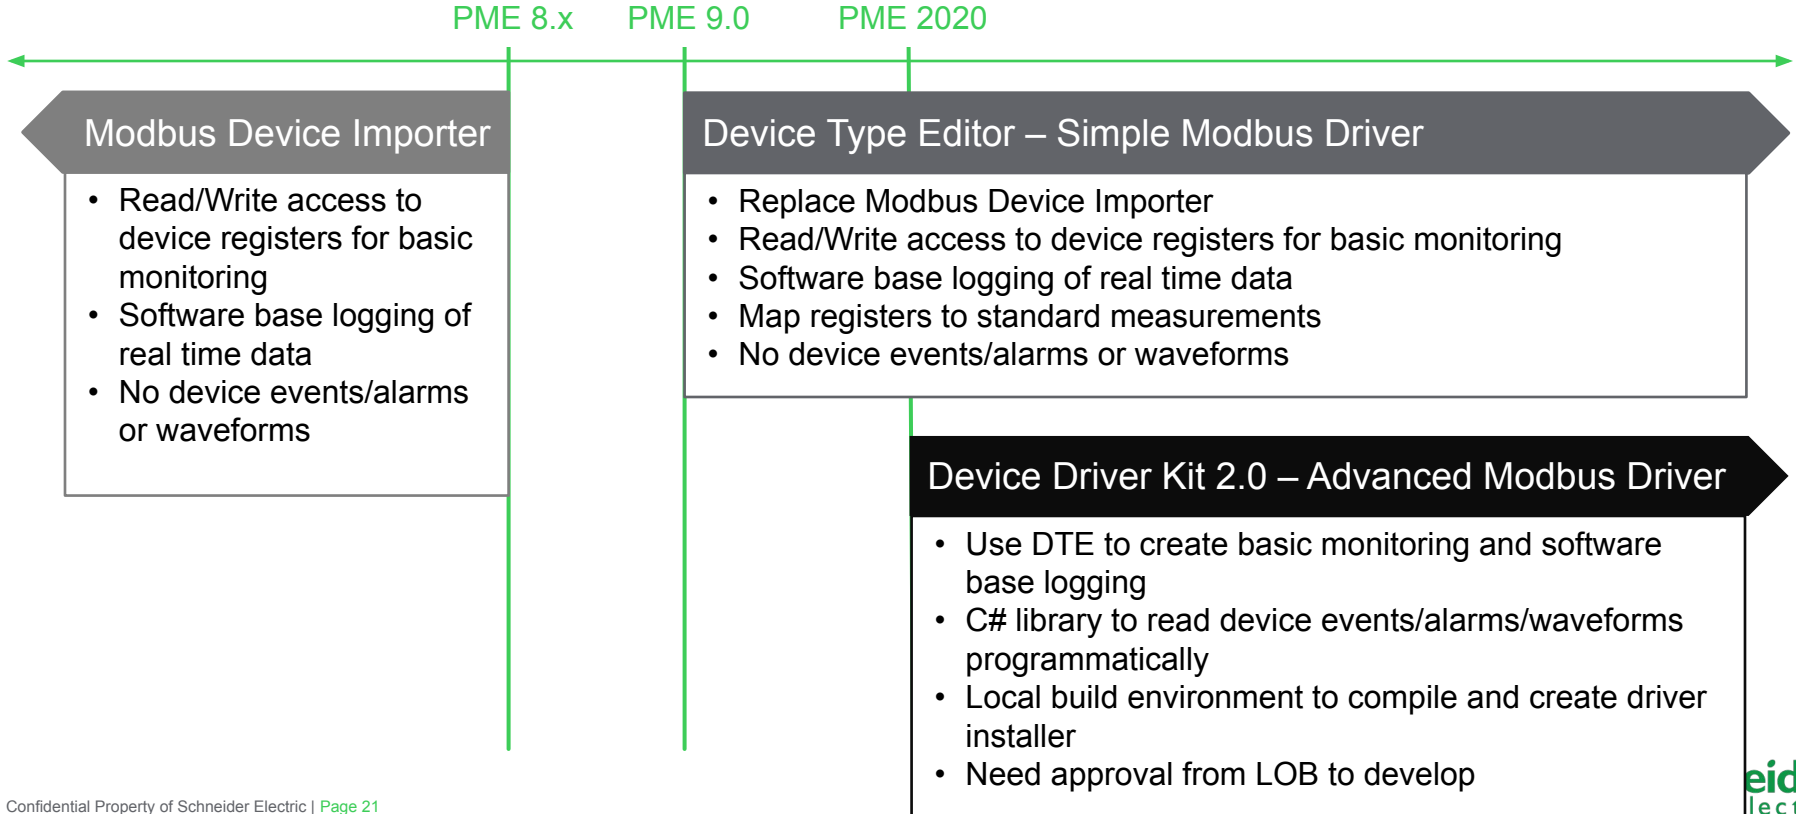 PME 8.x PME 9.0 PME 2020
Modbus Device Importer
• Read/Write access to
device registers for basic
monitoring
• Software base logging of
real time data
• No device events/alarms
or waveforms
Device Type Editor – Simple Modbus Driver
• Replace Modbus Device Importer
• Read/Write access to device registers for basic monitoring
• Software base logging of real time data
• Map registers to standard measurements
• No device events/alarms or waveforms
Device Driver Kit 2.0 – Advanced Modbus Driver
• Use DTE to create basic monitoring and software
base logging
• C# library to read device events/alarms/waveforms
programmatically
• Local build environment to compile and create driver
installer
• Need approval from LOB to develop
Confidential Property of Schneider Electric | Page 21